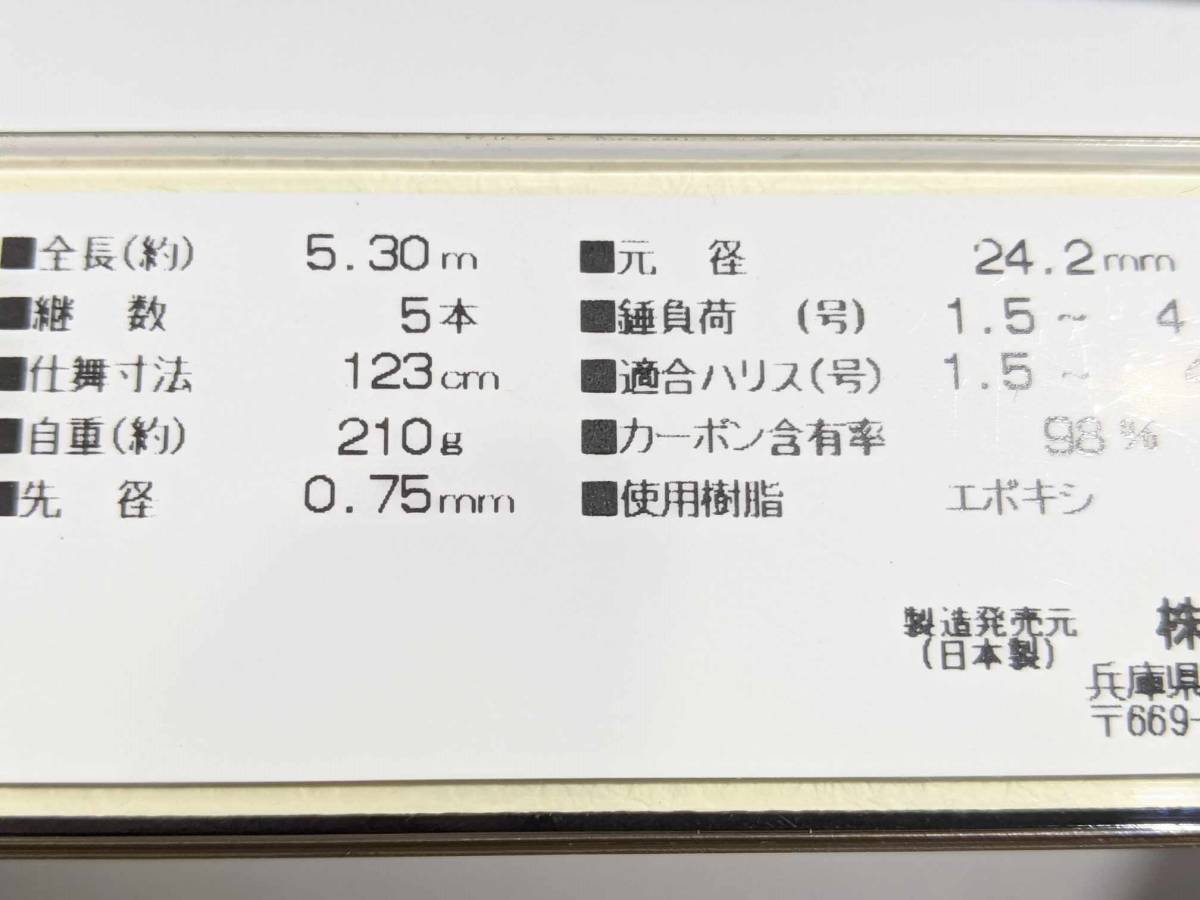 ■全長(約) 5.30m
■継数 5本
■仕舞寸法 123cm
■自重(約) 210g
■先径 0.75mm
■元径 24.2mm
■錘負荷 (号) 1.5~ 4
■適合ハリス(号) 1.5~
■カーボン含有率 98%
■使用樹脂 エポキシ
製造発売元 株
(日本製)
兵庫県
〒669-